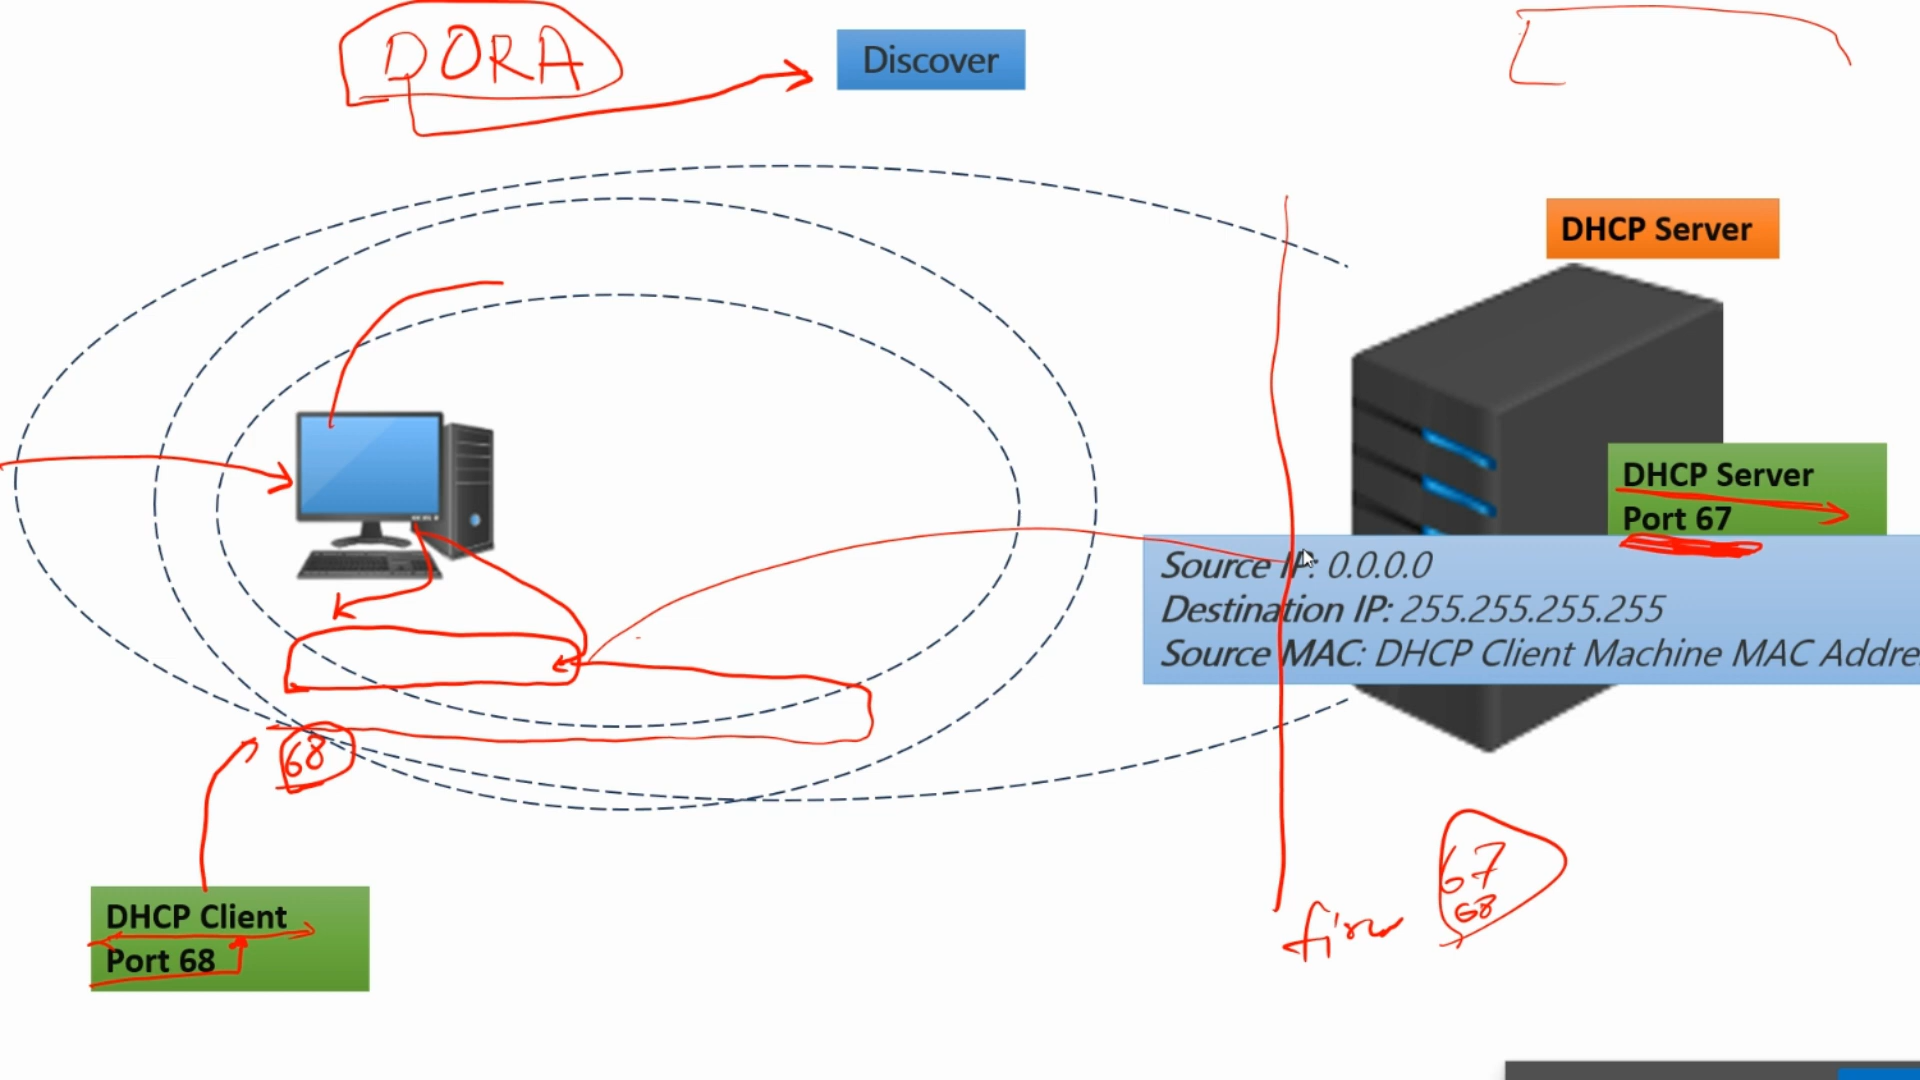 DORA
Discover
DHCP Server
DHCP Server
Port 67
Source IP: 0.0.0.0
Destination IP: 255.255.255.255
Source MAC: DHCP Client Machine MAC Addre
68
67
68
DHCP Client
Port 68